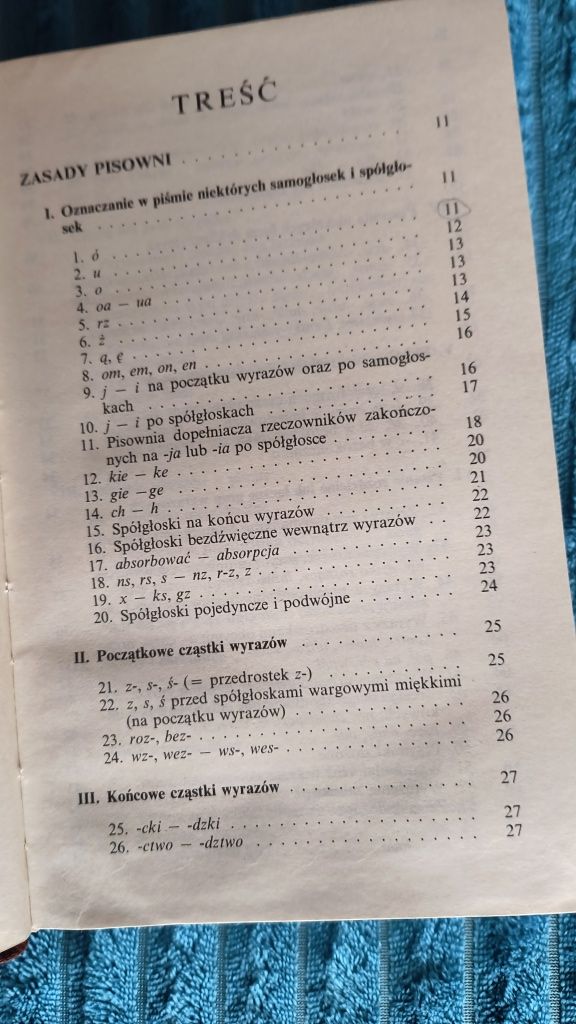 TREŚĆ
ZASADY PISOWNI . . . . . . . . . . . . . . . . 11
I. Oznaczanie w piśmie niektórych samogłosek i spółgło-
sek . . . . . . . . . . . . . . . . . . . . . 11
1. ó . . . . . . . . . . . . . . . . . . . . 11
2. u . . . . . . . . . . . . . . . . . . . . 12
3. o . . . . . . . . . . . . . . . . . . . . 13
4. oa — ua . . . . . . . . . . . . . . . . . 13
5. rz . . . . . . . . . . . . . . . . . . . . 13
6. ż . . . . . . . . . . . . . . . . . . . . 14
7. ą, ę . . . . . . . . . . . . . . . . . . . 15
8. om, em, on, en . . . . . . . . . . . . . . 16
9. j — i na początku wyrazów oraz po samogłos-
kach . . . . . . . . . . . . . . . . . . . 16
10. j — i po spółgłoskach . . . . . . . . . . . 17
11. Pisownia dopełniacza rzeczowników zakończo-
nych na -ja lub -ia po spółgłosce . . . . . . . 18
12. kie — ke . . . . . . . . . . . . . . . . . 20
13. gie —ge . . . . . . . . . . . . . . . . . 20
14. ch — h . . . . . . . . . . . . . . . . . . 21
15. Spółgłoski na końcu wyrazów . . . . . . . . 22
16. Spółgłoski bezdźwięczne wewnątrz wyrazów . . 22
17. absorbować — absorpcja . . . . . . . . . . 23
18. ns, rs, s — nz, r-z, z . . . . . . . . . . . . 23
19. x — ks, gz . . . . . . . . . . . . . . . . 23
20. Spółgłoski pojedyncze i podwójne . . . . . . . 24
II. Początkowe cząstki wyrazów . . . . . . . . . . . 25
21. z-, s-, ś- (= przedrostek z-) . . . . . . . . . 25
22. z, s, ś przed spółgłoskami wargowymi miękkimi
(na początku wyrazów) . . . . . . . . . . . 26
23. roz-, bez- . . . . . . . . . . . . . . . . . 26
24. wz-, wez- — ws-, wes- . . . . . . . . . . . 26
III. Końcowe cząstki wyrazów . . . . . . . . . . . . 27
25. -cki — -dzki . . . . . . . . . . . . . . . 27
26. -ctwo — -dztwo . . . . . . . . . . . . . . 27